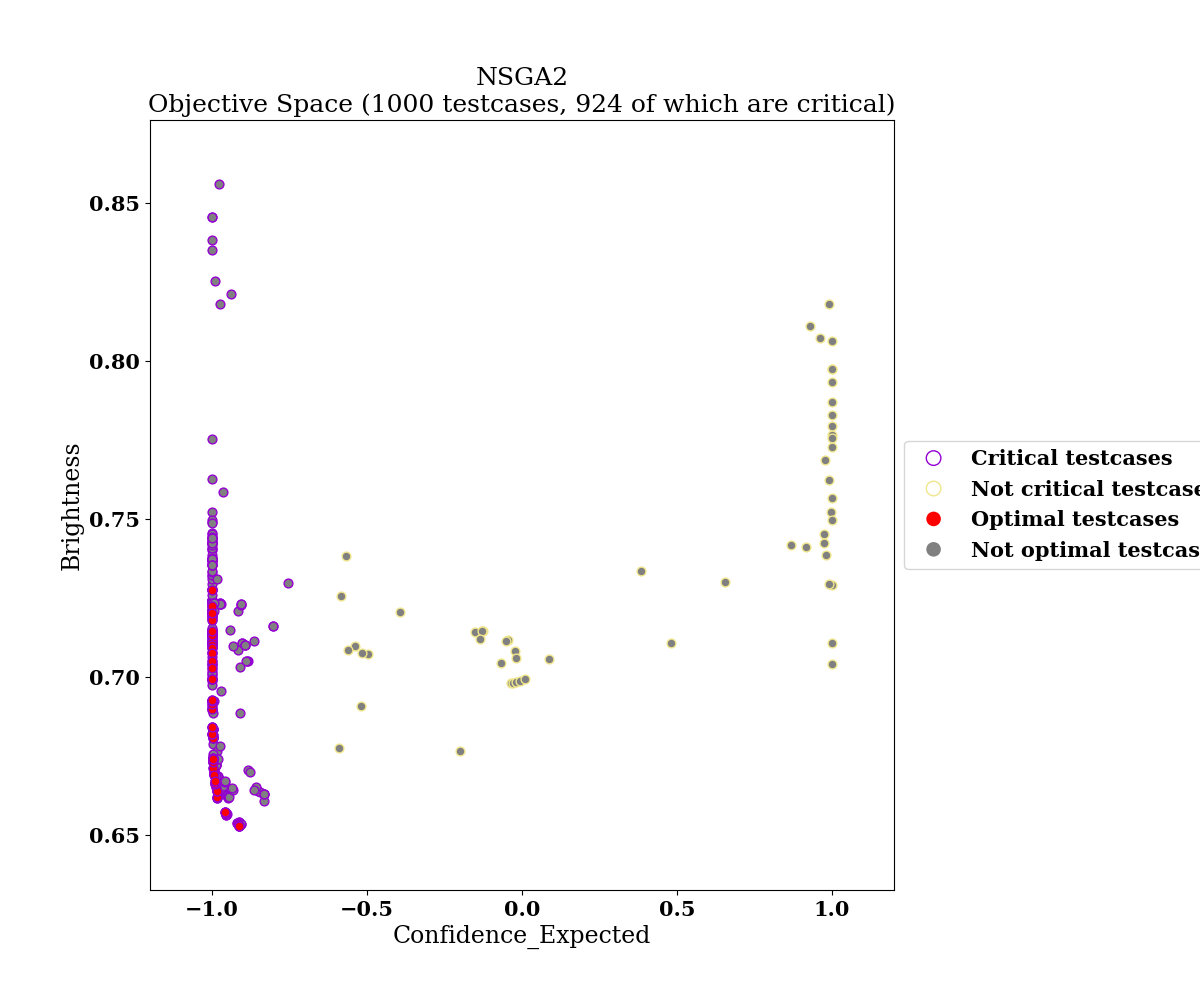 NSGA2
Objective Space (1000 testcases, 924 of which are critical)
0.85
0.80
0.75
0.70
0.65
Brightness
−1.0
−0.5
0.0
0.5
1.0
Confidence_Expected
Critical testcases
Not critical testcase
Optimal testcases
Not optimal testcas